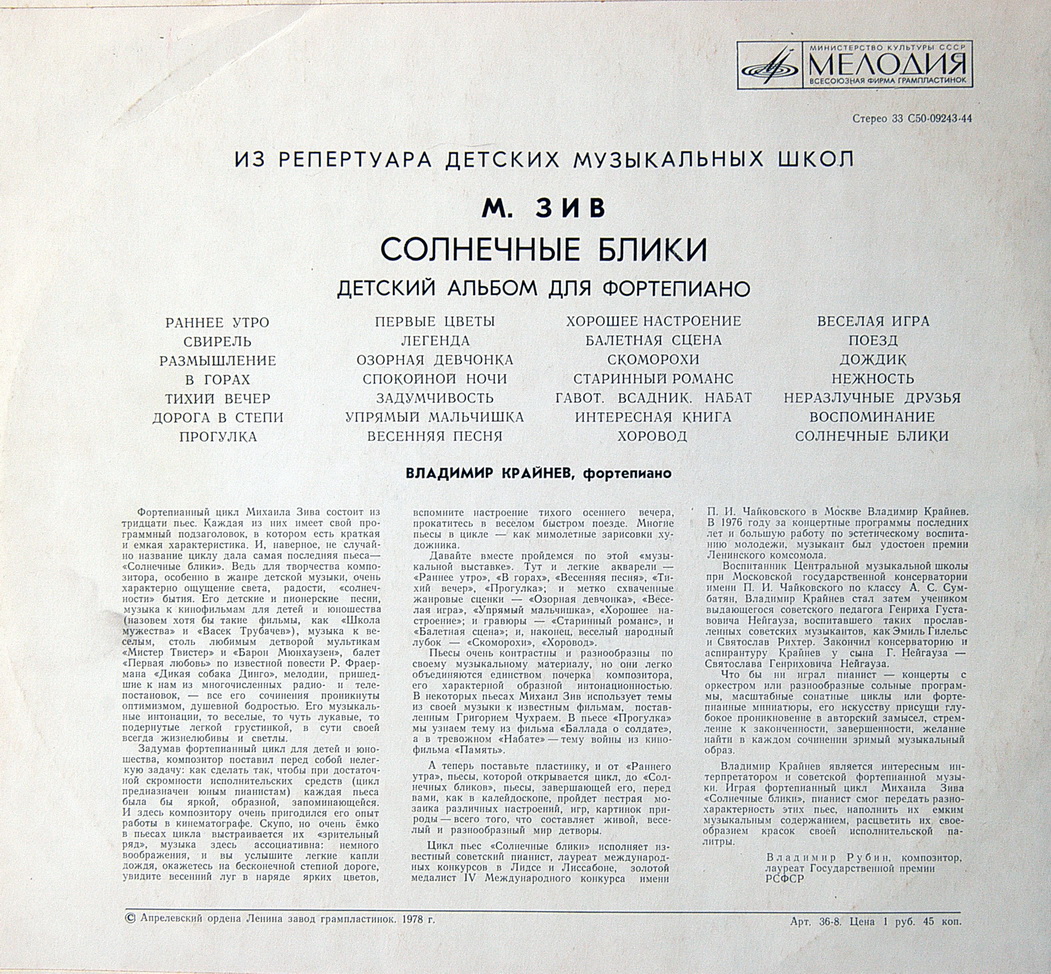 МИНИСТЕРСТВО КУЛЬТУРЫ СССР
МЕЛОДИЯ
ВСЕСОЮЗНАЯ ФИРМА ГРАМПЛАСТИНОК
Стерео 33 С50-09243-44
ИЗ РЕПЕРТУАРА ДЕТСКИХ МУЗЫКАЛЬНЫХ ШКОЛ
М. ЗИВ
СОЛНЕЧНЫЕ БЛИКИ
ДЕТСКИЙ АЛЬБОМ ДЛЯ ФОРТЕПИАНО
РАННЕЕ УТРО
СВИРЕЛЬ
РАЗМЫШЛЕНИЕ
В ГОРАХ
ТИХИЙ ВЕЧЕР
ДОРОГА В СТЕПИ
ПРОГУЛКА
ПЕРВЫЕ ЦВЕТЫ
ЛЕГЕНДА
ОЗОРНАЯ ДЕВЧОНКА
СПОКОЙНОЙ НОЧИ
ЗАДУМЧИВОСТЬ
УПРЯМЫЙ МАЛЬЧИШКА
ВЕСЕННЯЯ ПЕСНЯ
ХОРОШЕЕ НАСТРОЕНИЕ
БАЛЕТНАЯ СЦЕНА
СКОМОРОХИ
СТАРИННЫЙ РОМАНС
ГАВОТ. ВСАДНИК. НАБАТ
ИНТЕРЕСНАЯ КНИГА
ХОРОВОД
ВЕСЕЛАЯ ИГРА
ПОЕЗД
ДОЖДИК
НЕЖНОСТЬ
НЕРАЗЛУЧНЫЕ ДРУЗЬЯ
ВОСПОМИНАНИЕ
СОЛНЕЧНЫЕ БЛИКИ
ВЛАДИМИР КРАЙНЕВ, фортепиано
Фортепианный цикл Михаила Зива состоит из
тридцати пьес. Каждая из них имеет свой про-
граммный подзаголовок, в котором есть краткая
и емкая характеристика. И, наверное, не случай-
но название циклу дала самая последняя пьеса—
«Солнечные блики». Ведь для творчества компо-
зитора, особенно в жанре детской музыки, очень
характерно ощущение света, радости, «солнеч-
ности» бытия. Его детские и пионерские песни,
музыка к кинофильмам для детей и юношества
(назовем хотя бы такие фильмы, как «Школа
мужества» и «Васек Трубачев»), музыка к ве-
селым, столь любимым детворой мультикам
«Мистер Твистер» и «Барон Мюнхаузен», балет
«Первая любовь» по известной повести Р. Фраер-
мана «Дикая собака Динго», мелодии, пришед-
шие к нам из многочисленных радио- и теле-
постановок, — все его сочинения проникнуты
оптимизмом, душевной бодростью. Его музыкаль-
ные интонации, то веселые, то чуть лукавые, то
подернутые легкой грустинкой, в сути своей
всегда жизнелюбивы и светлы.
Задумав фортепианный цикл для детей и юно-
шества, композитор поставил перед собой нелег-
кую задачу: как сделать так, чтобы при достаточ-
ной скромности исполнительских средств (цикл
предназначен юным пианистам) каждая пьеса
была бы яркой, образной, запоминающейся.
И здесь композитору очень пригодился его опыт
работы в кинематографе. Скупо, но очень ёмко
в пьесах цикла выстраивается их «зрительный
ряд», музыка здесь ассоциативна: немного
воображения, и вы услышите легкие капли
дождя, окажетесь на бесконечной степной дороге,
увидите весенний луг в наряде ярких цветов,
вспомните настроение тихого осеннего вечера,
прокатитесь в веселом быстром поезде. Многие
пьесы в цикле — как мимолетные зарисовки ху-
дожника.
Давайте вместе пройдемся по этой «музы-
кальной выставке». Тут и легкие акварели —
«Раннее утро», «В горах», «Весенняя песня», «Ти-
хий вечер», «Прогулка»; и метко схваченные
жанровые сценки — «Озорная девчонка», «Весе-
лая игра», «Упрямый мальчишка», «Хорошее на-
строение»; и гравюры — «Старинный романс», и
«Балетная сцена»; и, наконец, веселый народный
лубок — «Скоморохи», «Хоровод».
Пьесы очень контрастны и разнообразны по
своему музыкальному материалу, но они легко
объединяются единством почерка композитора,
его характерной образной интонационностью.
В некоторых пьесах Михаил Зив использует темы
из своей музыки к известным фильмам, постав-
ленным Григорием Чухраем. В пьесе «Прогулка»
мы узнаем тему из фильма «Баллада о солдате»,
а в тревожном «Набате» — тему войны из кино-
фильма «Память».
А теперь поставьте пластинку, и от «Раннего
утра», пьесы, которой открывается цикл, до «Сол-
нечных бликов», пьесы, завершающей его, перед
вами, как в калейдоскопе, пройдет пестрая мо-
заика различных настроений, игр, картинок при-
роды — всего того, что составляет живой, весе-
лый и разнообразный мир детворы.
Цикл пьес «Солнечные блики» исполняет из-
вестный советский пианист, лауреат международ-
ных конкурсов в Лидсе и Лиссабоне, золотой
медалист IV Международного конкурса имени
П. И. Чайковского в Москве Владимир Крайнев.
В 1976 году за концертные программы последних
лет и большую работу по эстетическому воспита-
нию молодежи, музыкант был удостоен премии
Ленинского комсомола.
Воспитанник Центральной музыкальной школы
при Московской государственной консерватории
имени П. И. Чайковского по классу А. С. Сум-
батян, Владимир Крайнев стал затем учеником
выдающегося советского педагога Генриха Густа-
вовича Нейгауза, воспитавшего таких прослав-
ленных советских музыкантов, как Эмиль Гилельс
и Святослав Рихтер. Закончил консерваторию и
аспирантуру Крайнев у сына Г. Нейгауза —
Святослава Генриховича Нейгауза.
Что бы ни играл пианист — концерты с
оркестром или разнообразные сольные програм-
мы, масштабные сонатные циклы или форте-
пианные миниатюры, его искусству присущи глу-
бокое проникновение в авторский замысел, стрем-
ление к законченности, завершенности, желание
найти в каждом сочинении зримый музыкальный
образ.
Владимир Крайнев является интересным ин-
терпретатором и советской фортепианной музы-
ки. Играя фортепианный цикл Михаила Зива
«Солнечные блики», пианист смог передать разно-
характерность этих пьес, наполнить их емким
музыкальным содержанием, расцветить их свое-
образием красок своей исполнительской па-
литры.
Владимир Рубин, композитор,
лауреат Государственной премии
РСФСР
© Апрелевский ордена Ленина завод грампластинок. 1978 г.
Арт. 36-8. Цена 1 руб. 45 коп.